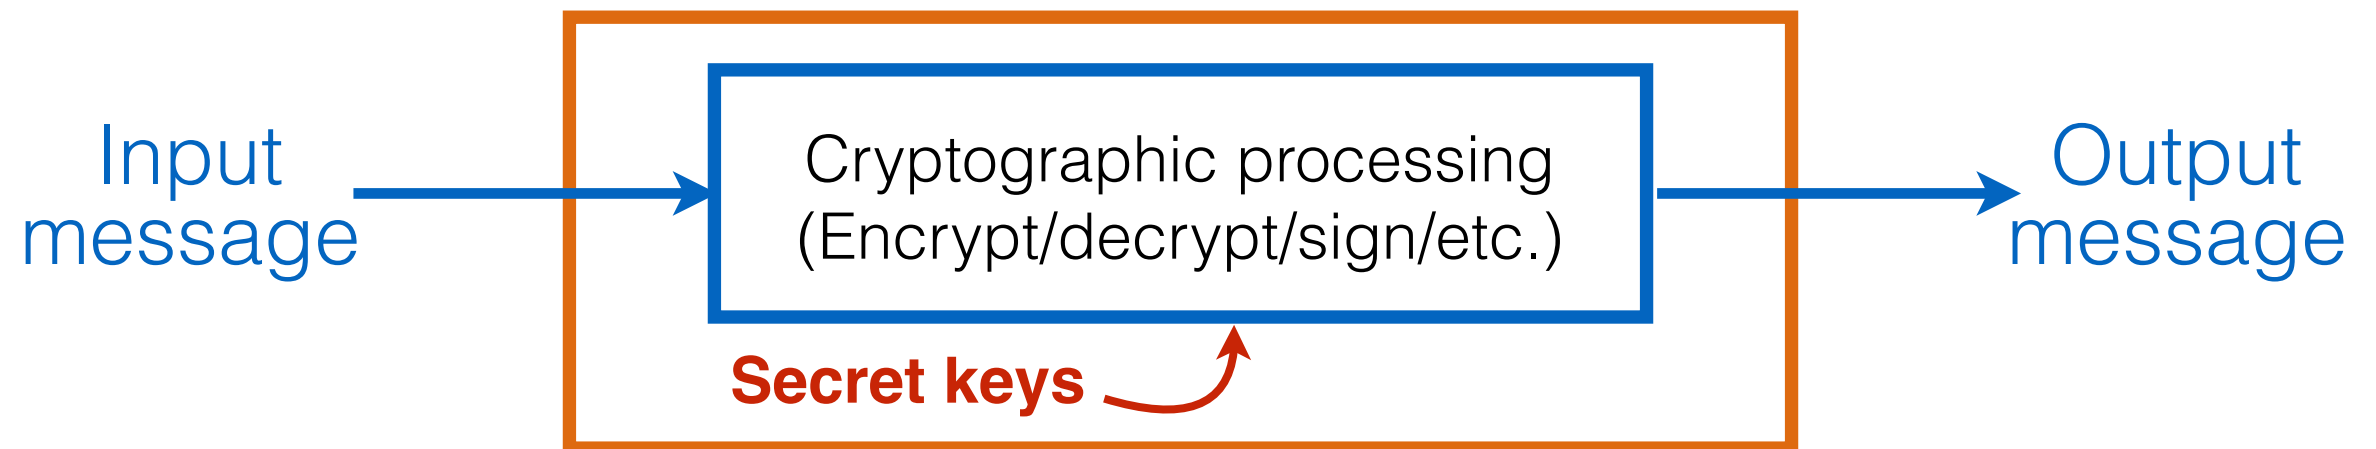 Input
message
Cryptographic processing
(Encrypt/decrypt/sign/etc.)
Secret keys
Output
message